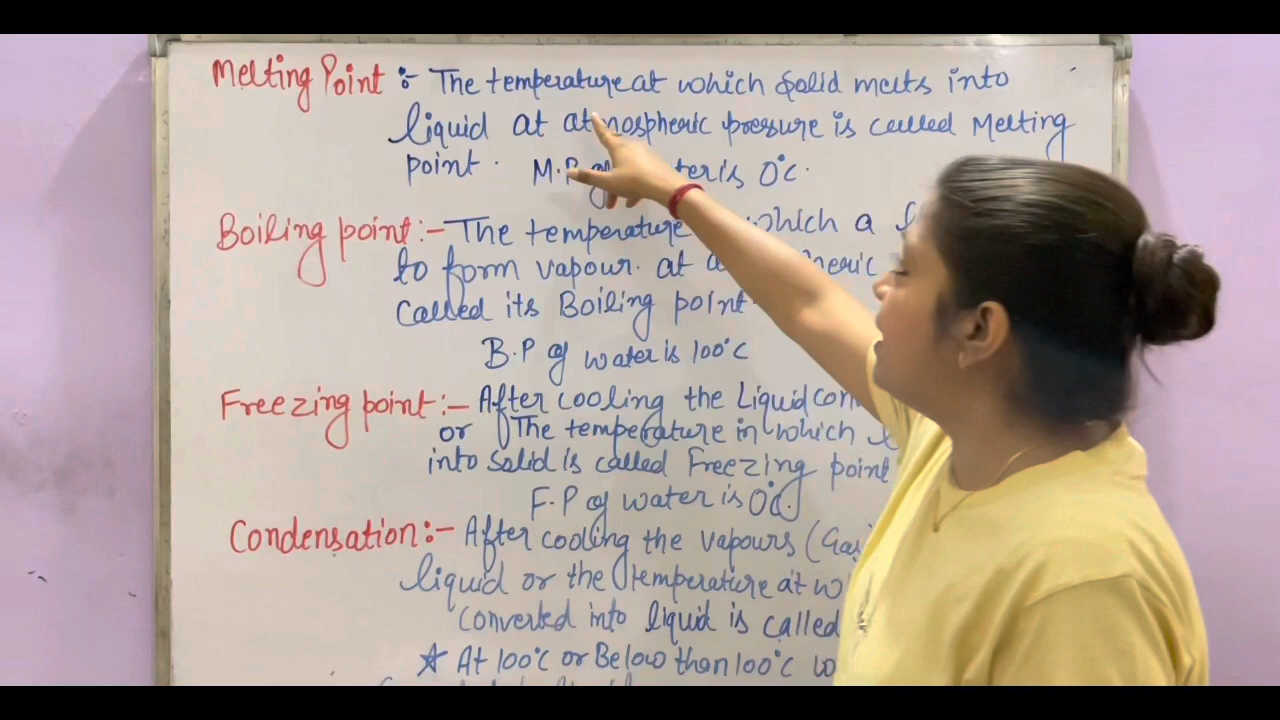 Melting Point :- The temperature at which solid melts into
liquid at atmospheric pressure is called Melting
point. M.P of water is 0°C.
Boiling point :- The temperature which a
to form vapour. at
Called its Boiling point
B.P of water is 100°C
Freezing point :- After cooling the Liquid
or The temperature in which
into solid is called Freezing point
F.P of water is 0°C.
Condensation :- After cooling the vapours (Gas)
liquid or the temperature at
converted into liquid is called
☆ At 100°C or Below than 100°C